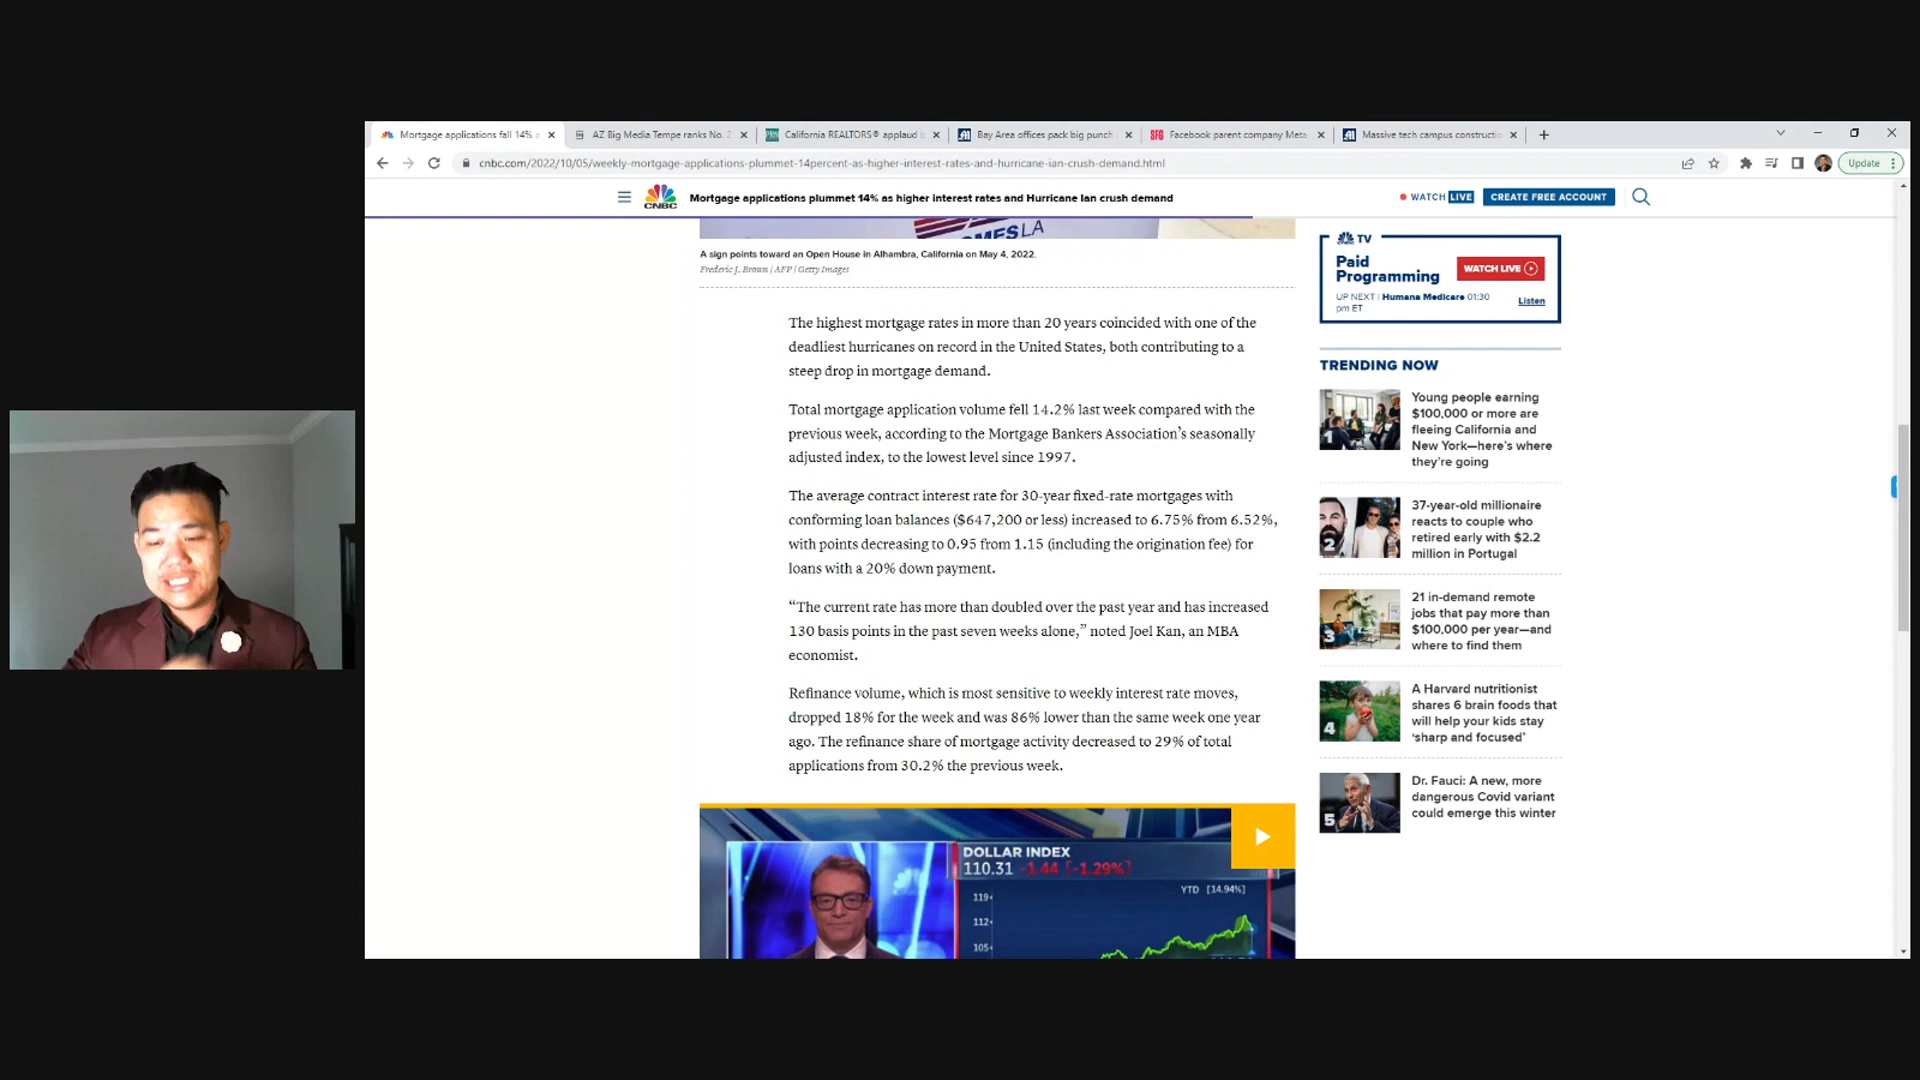 Mortgage applications fall 14% a
AZ Big Media Tempe ranks No. 2
California REALTORS® applaud
Bay Area offices pack big punch
Facebook parent company Meta
Massive tech campus constructio
cnbc.com/2022/10/05/weekly-mortgage-applications-plummet-14percent-as-higher-interest-rates-and-hurricane-ian-crush-demand.html
Update
CNBC
Mortgage applications plummet 14% as higher interest rates and Hurricane Ian crush demand
WATCH LIVE
CREATE FREE ACCOUNT
OMES LA
A sign points toward an Open House in Alhambra, California on May 4, 2022.
Frederic J. Brown | AFP | Getty Images
The highest mortgage rates in more than 20 years coincided with one of the
deadliest hurricanes on record in the United States, both contributing to a
steep drop in mortgage demand.
Total mortgage application volume fell 14.2% last week compared with the
previous week, according to the Mortgage Bankers Association's seasonally
adjusted index, to the lowest level since 1997.
The average contract interest rate for 30-year fixed-rate mortgages with
conforming loan balances ($647,200 or less) increased to 6.75% from 6.52%,
with points decreasing to 0.95 from 1.15 (including the origination fee) for
loans with a 20% down payment.
“The current rate has more than doubled over the past year and has increased
130 basis points in the past seven weeks alone,” noted Joel Kan, an MBA
economist.
Refinance volume, which is most sensitive to weekly interest rate moves,
dropped 18% for the week and was 86% lower than the same week one year
ago. The refinance share of mortgage activity decreased to 29% of total
applications from 30.2% the previous week.
DOLLAR INDEX
110.31 -1.44 [-1.29%]
YTD [14.94%]
119
112
105
TV
Paid
Programming
WATCH LIVE
UP NEXT | Humana Medicare 01:30
pm ET
Listen
TRENDING NOW
1
Young people earning
$100,000 or more are
fleeing California and
New York—here's where
they're going
2
37-year-old millionaire
reacts to couple who
retired early with $2.2
million in Portugal
3
21 in-demand remote
jobs that pay more than
$100,000 per year—and
where to find them
4
A Harvard nutritionist
shares 6 brain foods that
will help your kids stay
‘sharp and focused’
5
Dr. Fauci: A new, more
dangerous Covid variant
could emerge this winter